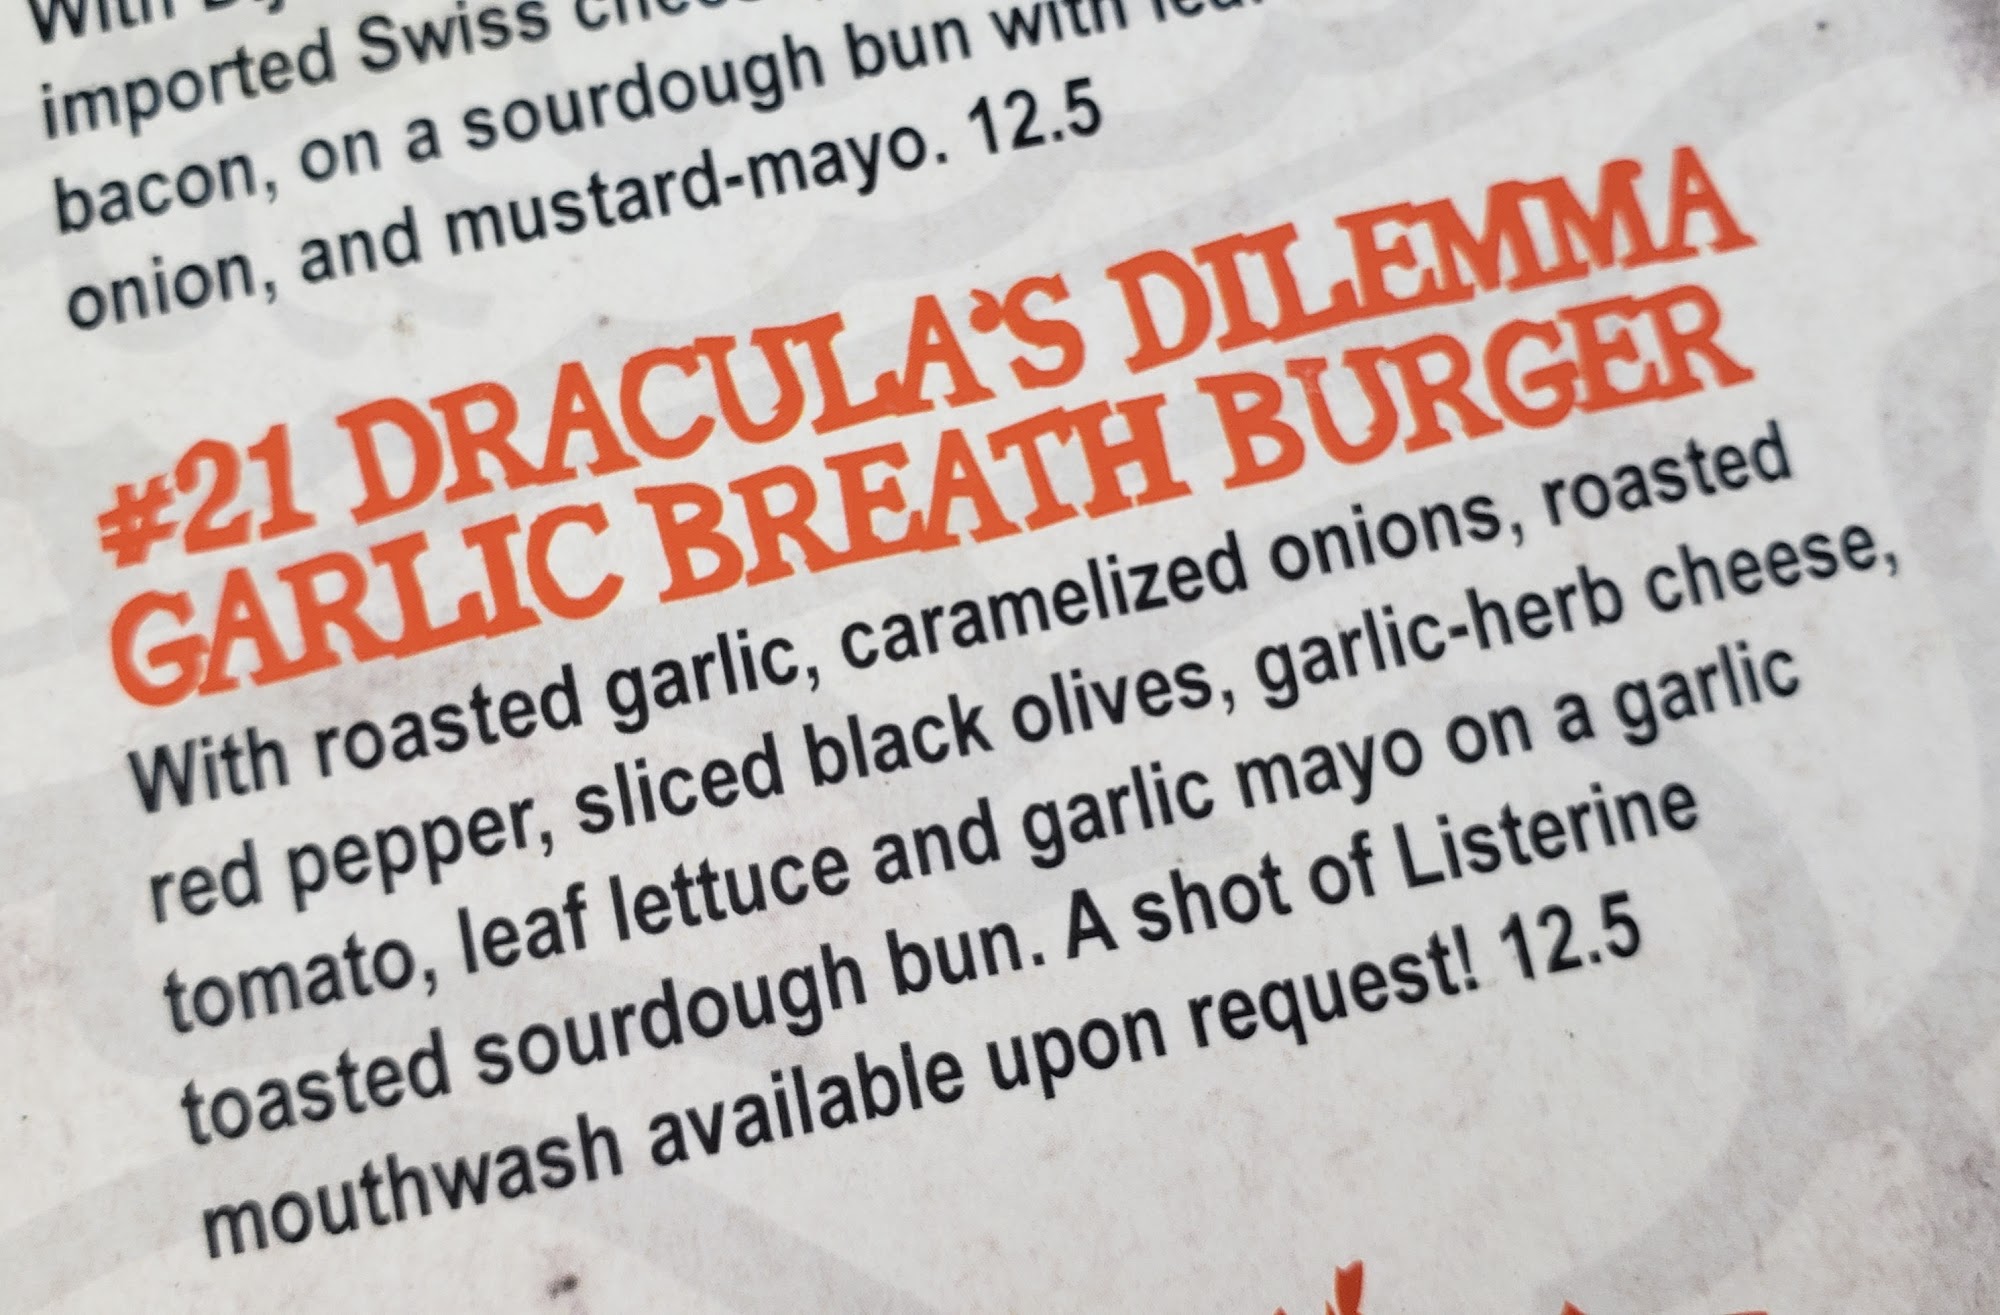 With
imported Swiss
bacon, on a sourdough bun with
onion, and mustard-mayo. 12.5
#21 DRACULA'S DILEMMA
GARLIC BREATH BURGER
With roasted garlic, caramelized onions, roasted
red pepper, sliced black olives, garlic-herb cheese,
tomato, leaf lettuce and garlic mayo on a garlic
toasted sourdough bun. A shot of Listerine
mouthwash available upon request! 12.5